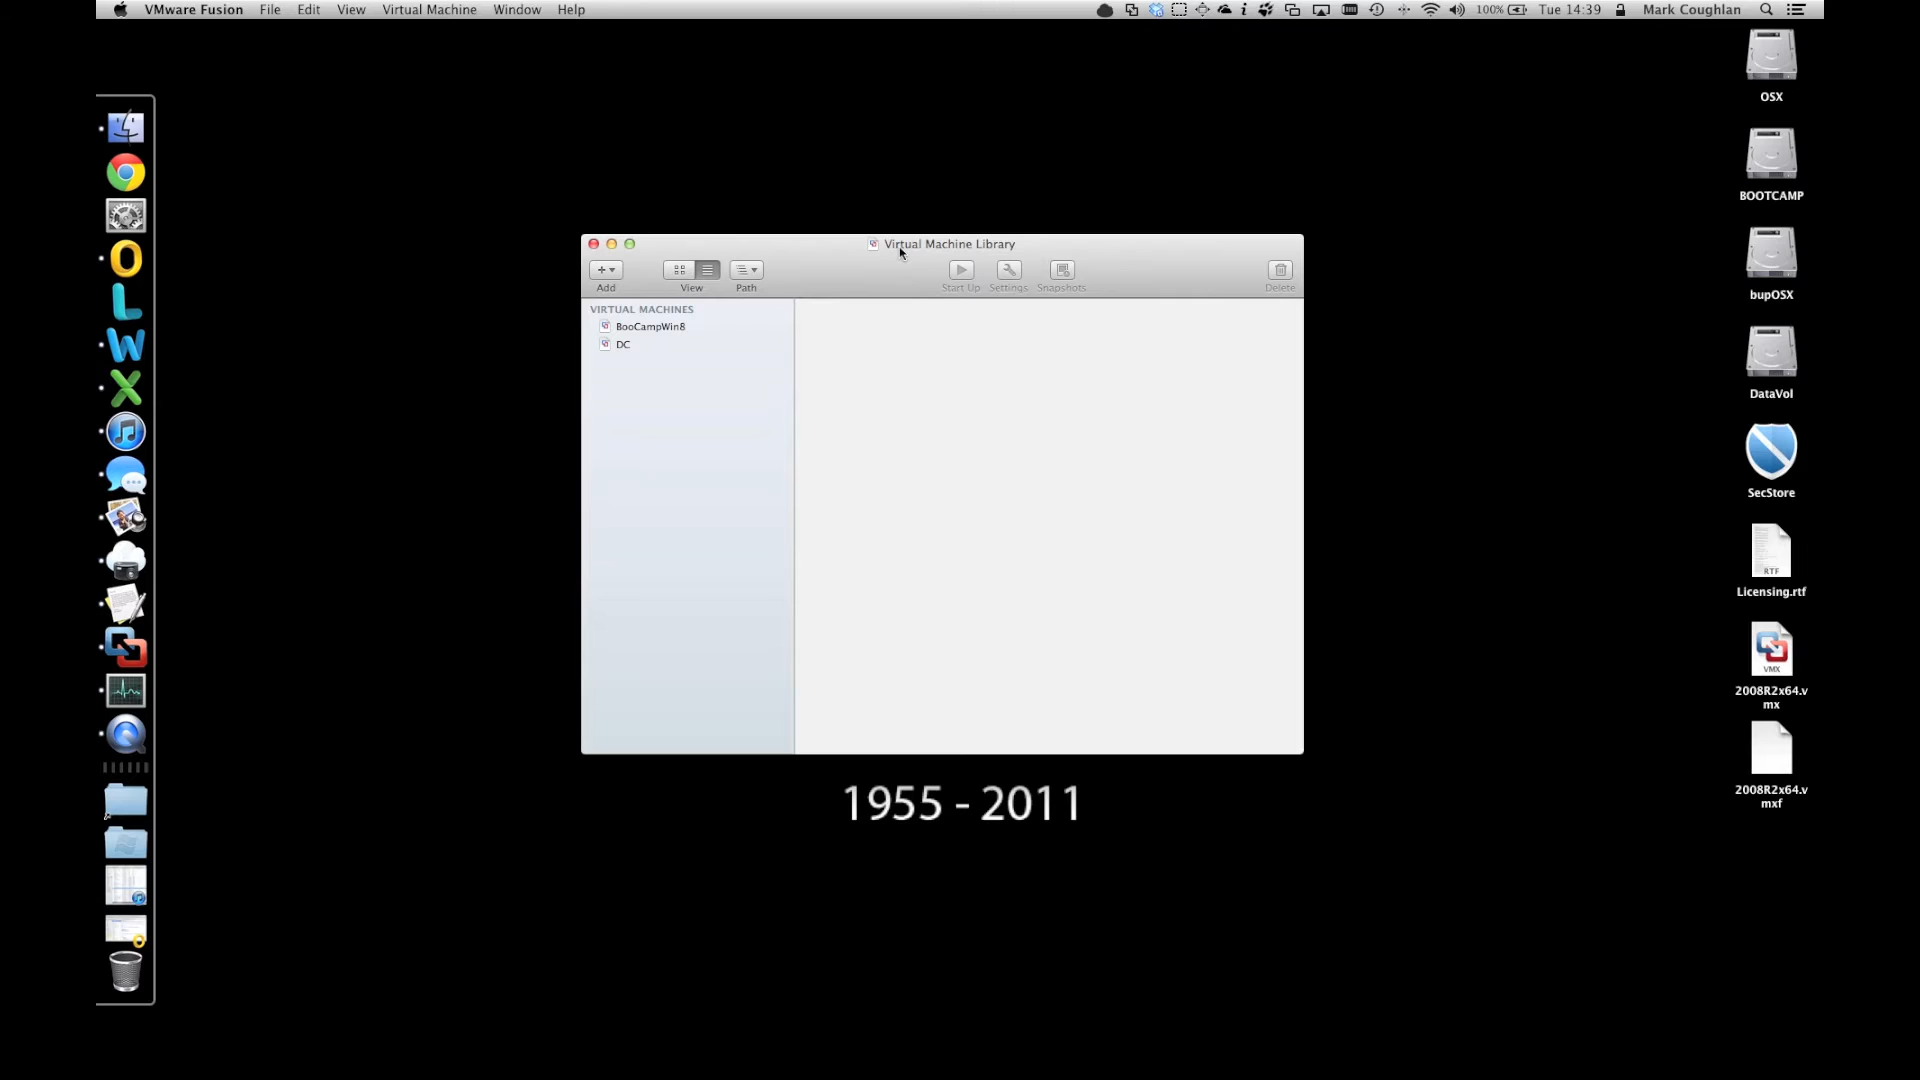 VMware Fusion File Edit View Virtual Machine Window Help 100% Tue 14:39 Mark Coughlan
OSX
BOOTCAMP
bupOSX
DataVol
SecStore
RTF
Licensing.rtf
VMX
2008R2x64.v
mx
2008R2x64.v
mxf
Virtual Machine Library
Add View Path Start Up Settings Snapshots Delete
VIRTUAL MACHINES
BooCampWin8
DC
1955 - 2011